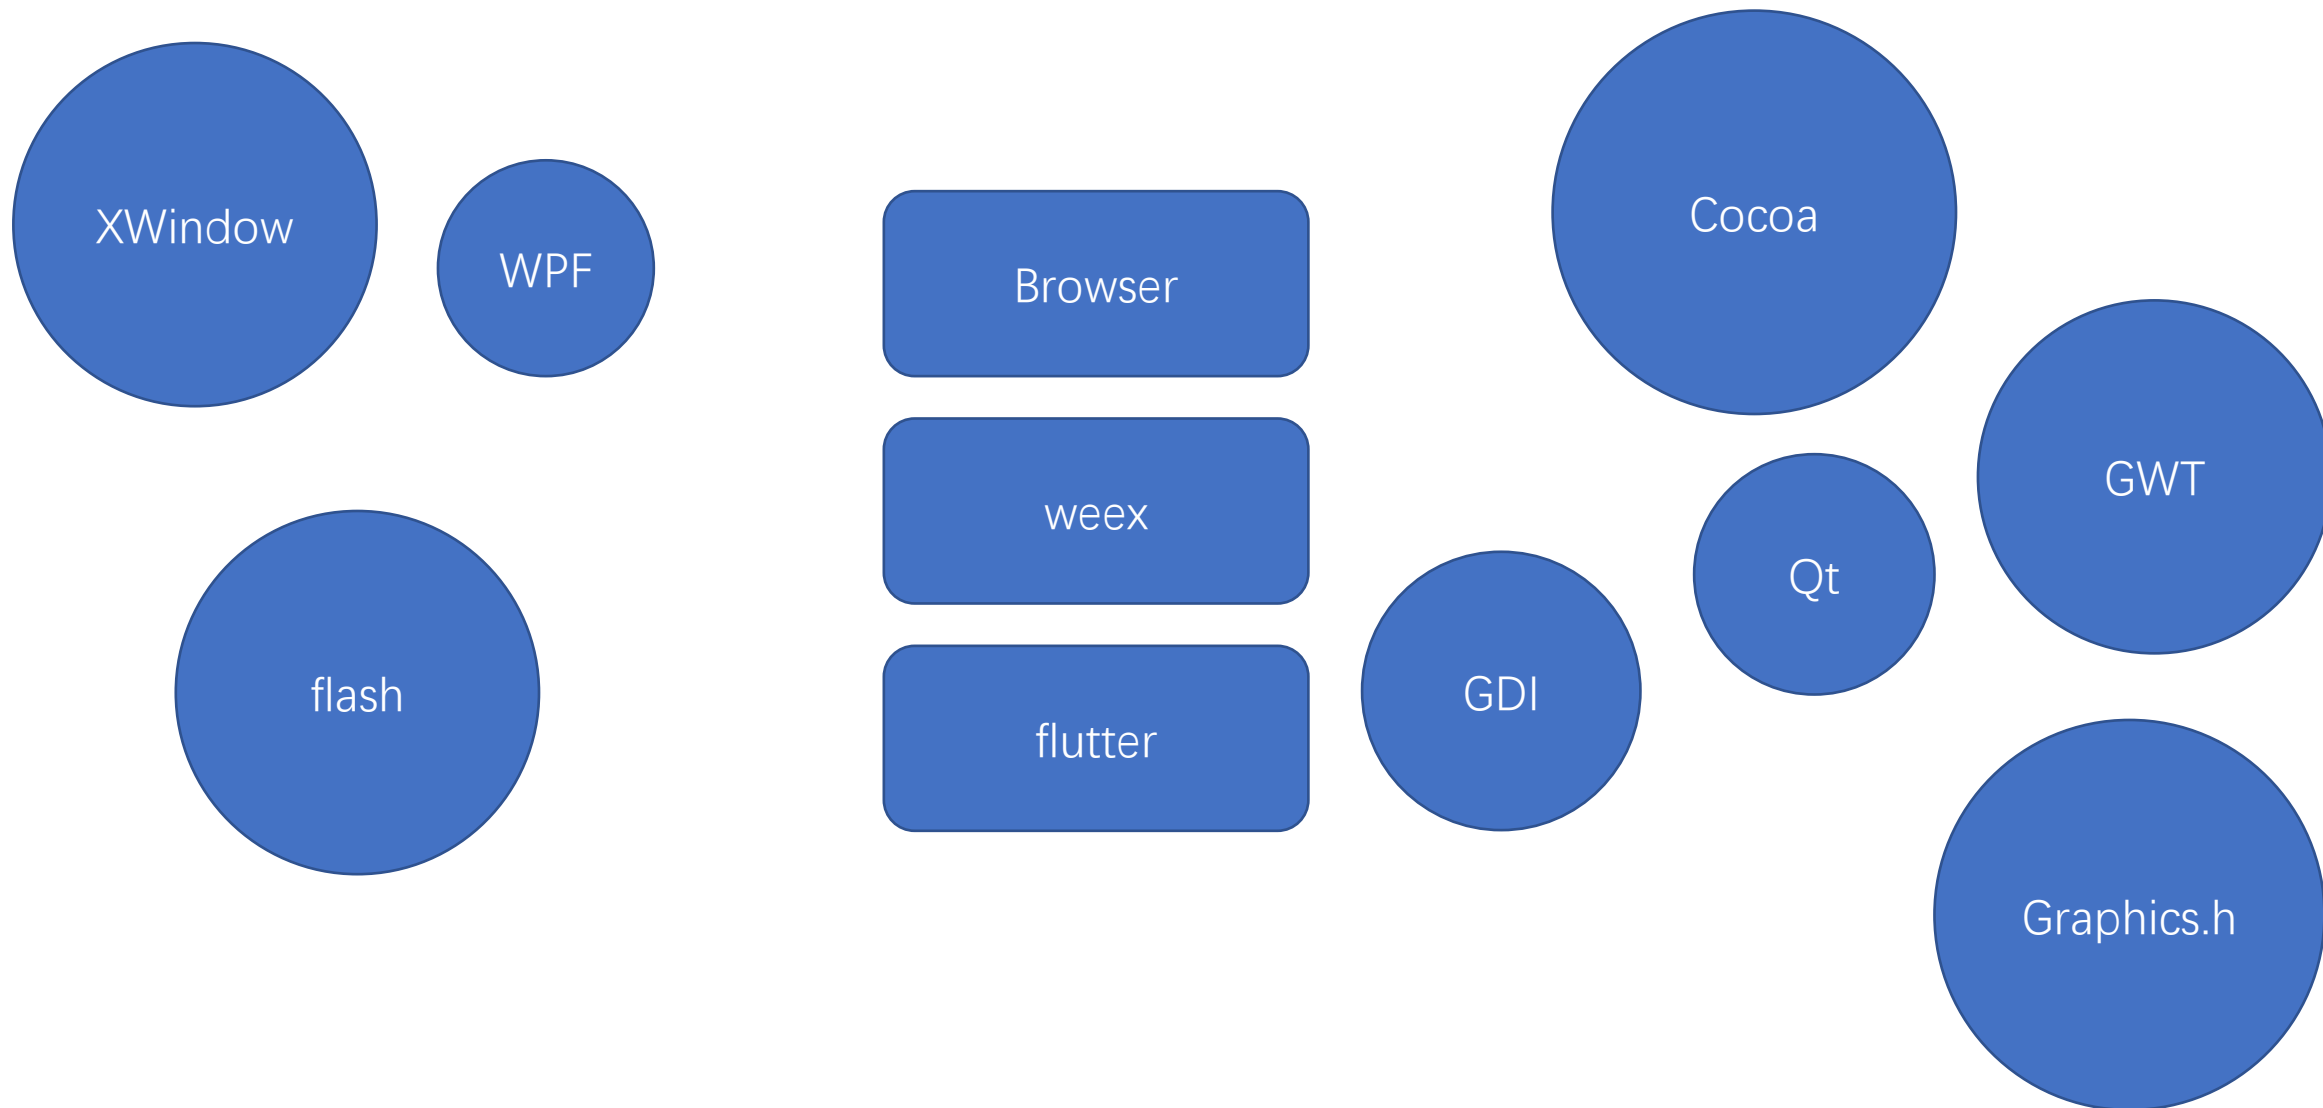 XWindow
WPF
flash
Browser
weex
flutter
Cocoa
GWT
Qt
GDI
Graphics.h